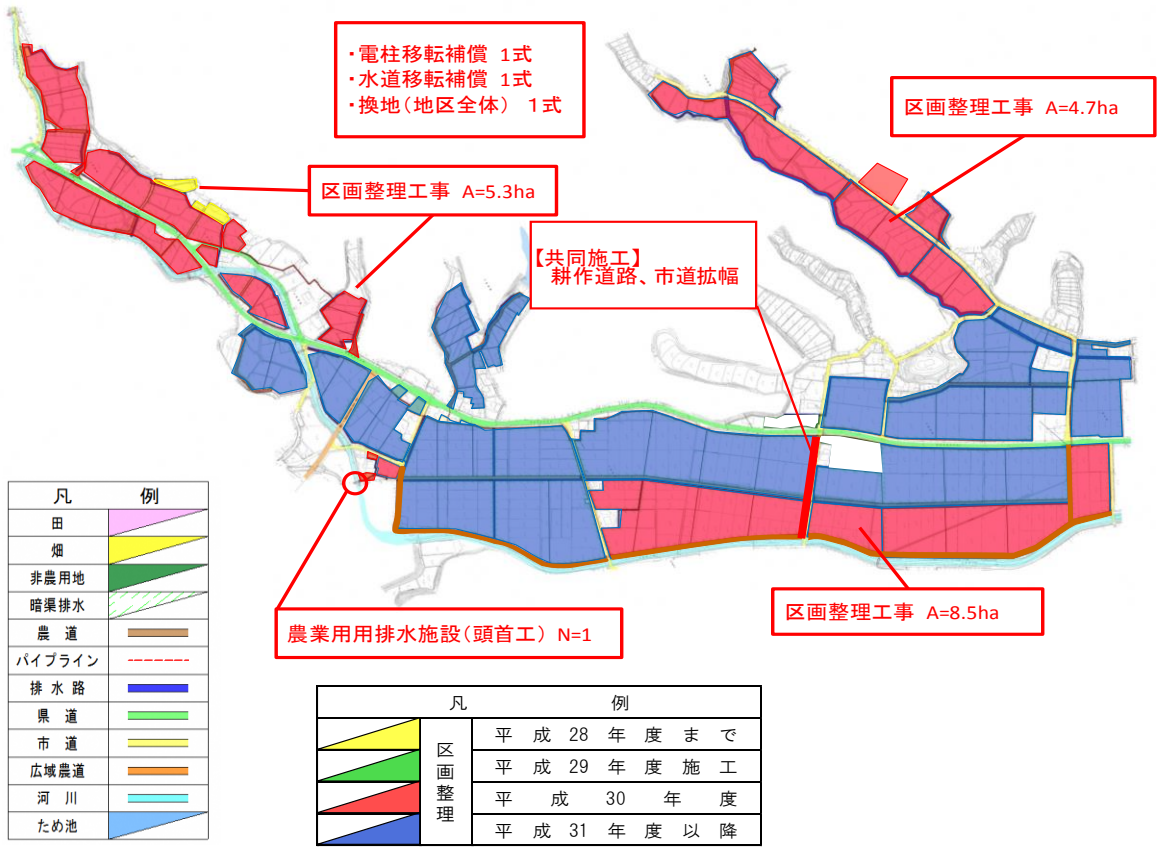 ・電柱移転補償 1式
・水道移転補償 1式
・換地(地区全体) 1式
区画整理工事 A=4.7ha
区画整理工事 A=5.3ha
【共同施工】
耕作道路、市道拡幅
区画整理工事 A=8.5ha
農業用用排水施設(頭首工) N=1
凡 例
田
畑
非農用地
暗渠排水
農 道
パイプライン
排 水 路
県 道
市 道
広域農道
河 川
ため池
凡 例
区画整理
平 成 28 年 度 ま で
平 成 29 年 度 施 工
平 成 30 年 度
平 成 31 年 度 以 降